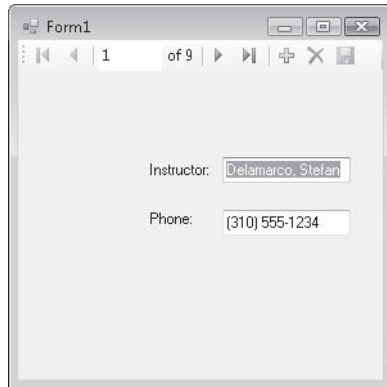 Form1
1 of 9
Instructor: Delamarco, Stefan
Phone: (310) 555-1234